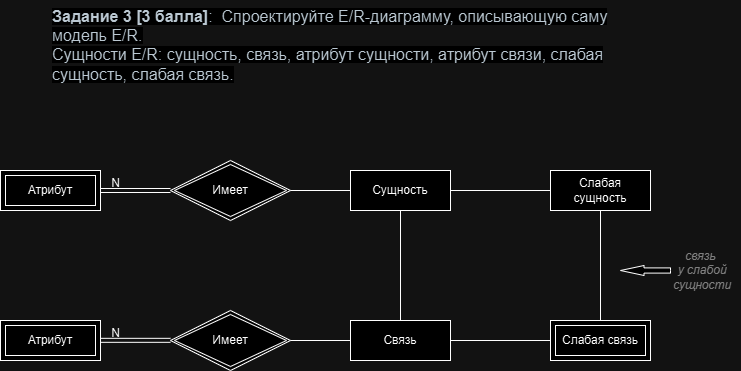 Задание 3 [3 балла]: Спроектируйте E/R-диаграмму, описывающую саму
модель E/R.
Сущности E/R: сущность, связь, атрибут сущности, атрибут связи, слабая
сущность, слабая связь.
Атрибут
N
Имеет
Сущность
Слабая
сущность
связь
у слабой
сущности
Атрибут
N
Имеет
Связь
Слабая связь